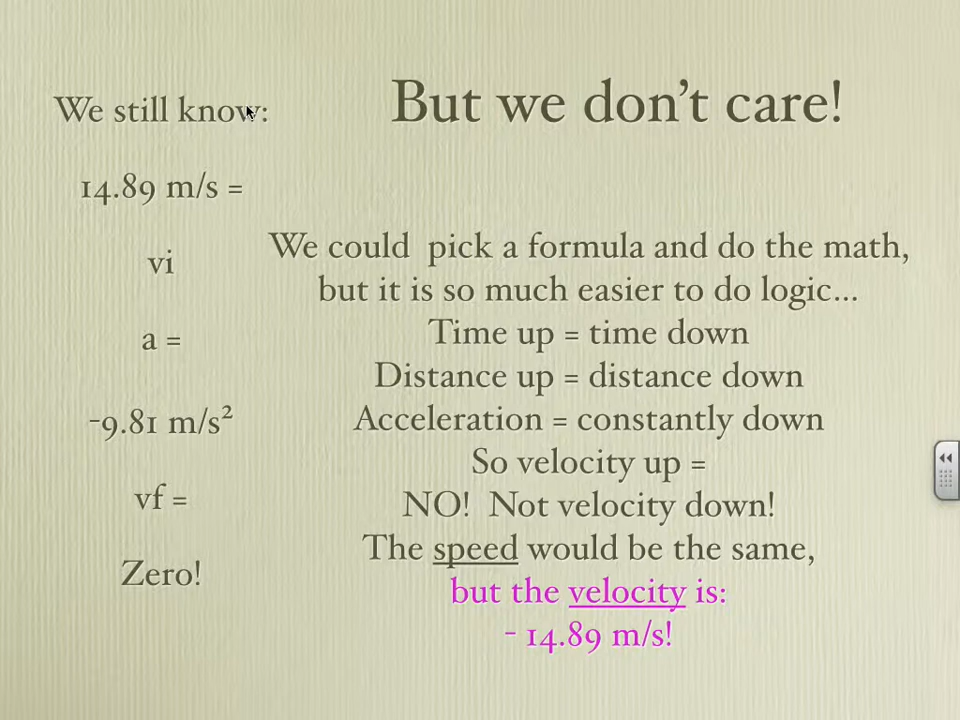 We still know:
14.89 m/s =
vi
a =
-9.81 m/s²
vf =
Zero!
But we don't care!
We could pick a formula and do the math,
but it is so much easier to do logic...
Time up = time down
Distance up = distance down
Acceleration = constantly down
So velocity up =
NO! Not velocity down!
The speed would be the same,
but the velocity is:
- 14.89 m/s!